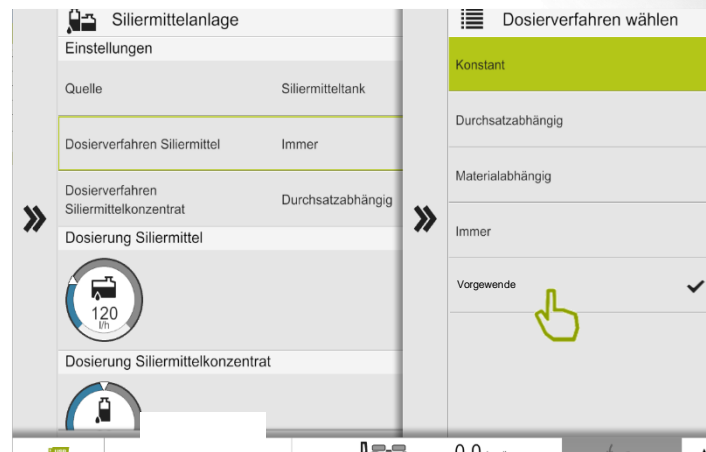 Siliermittelanlage
Einstellungen
Quelle
Siliermitteltank
Dosierverfahren Siliermittel
Immer
Dosierverfahren
Siliermittelkonzentrat
Durchsatzabhängig
Dosierung Siliermittel
120
l/h
Dosierung Siliermittelkonzentrat
Dosierverfahren wählen
Konstant
Durchsatzabhängig
Materialabhängig
Immer
Vorgewende